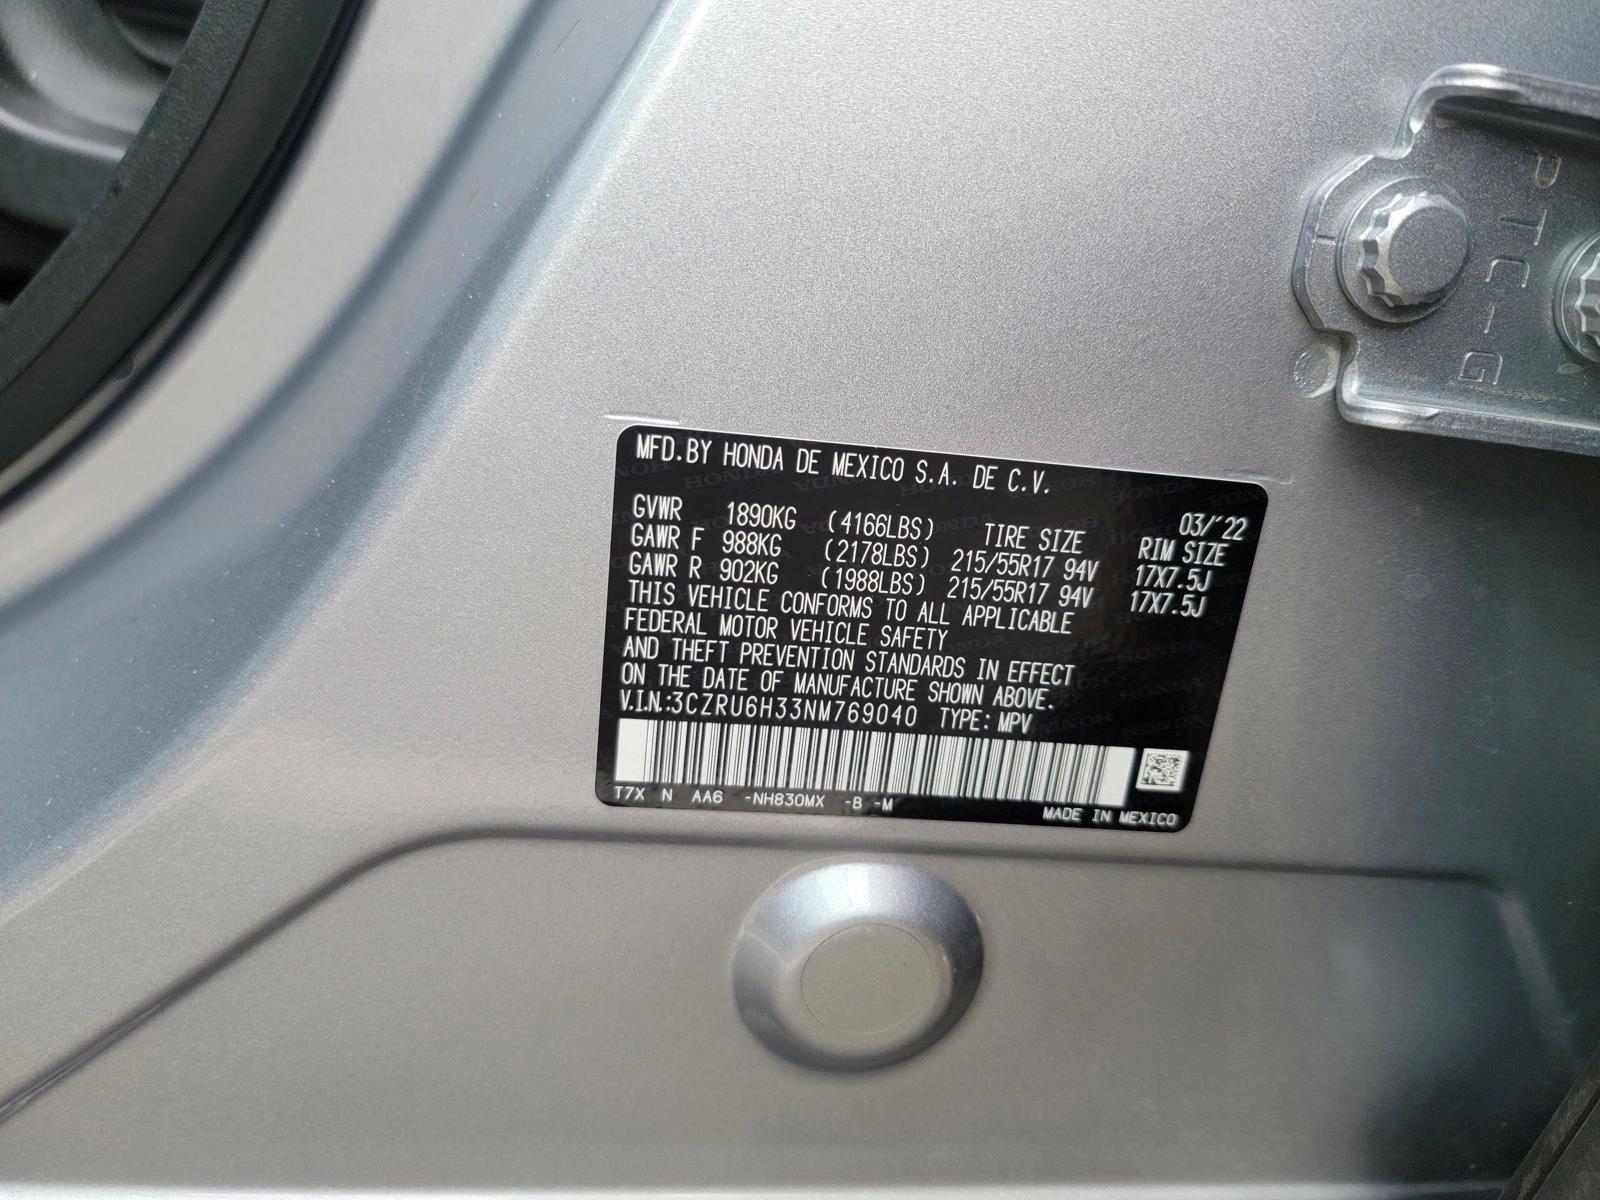 PTC-G
MFD.BY HONDA DE MEXICO S.A. DE C.V.
03/'22
GVWR 1890KG (4166LBS) TIRE SIZE RIM SIZE
GAWR F 988KG (2178LBS) 215/55R17 94V 17X7.5J
GAWR R 902KG (1988LBS) 215/55R17 94V 17X7.5J
THIS VEHICLE CONFORMS TO ALL APPLICABLE
FEDERAL MOTOR VEHICLE SAFETY
AND THEFT PREVENTION STANDARDS IN EFFECT
ON THE DATE OF MANUFACTURE SHOWN ABOVE.
V.I.N.:3CZRU6H33NM769040 TYPE: MPV
T7X N AA6 -NH830MX -B -M
MADE IN MEXICO